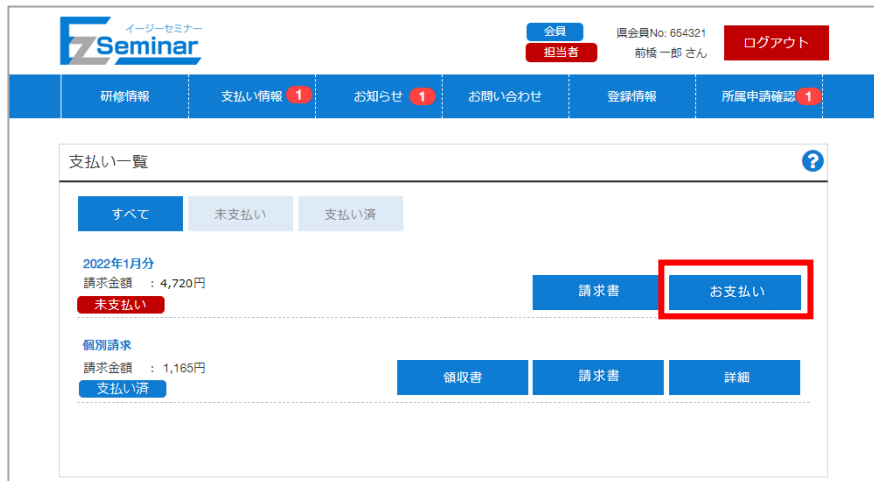 イージーセミナー
EZ Seminar
会員
担当者
県会員No: 654321
前橋 一郎 さん
ログアウト
研修情報
支払い情報 1
お知らせ 1
お問い合わせ
登録情報
所属申請確認 1
支払い一覧
?
すべて
未支払い
支払い済
2022年1月分
請求金額 : 4,720円
未支払い
請求書
お支払い
個別請求
請求金額 : 1,165円
支払い済
領収書
請求書
詳細